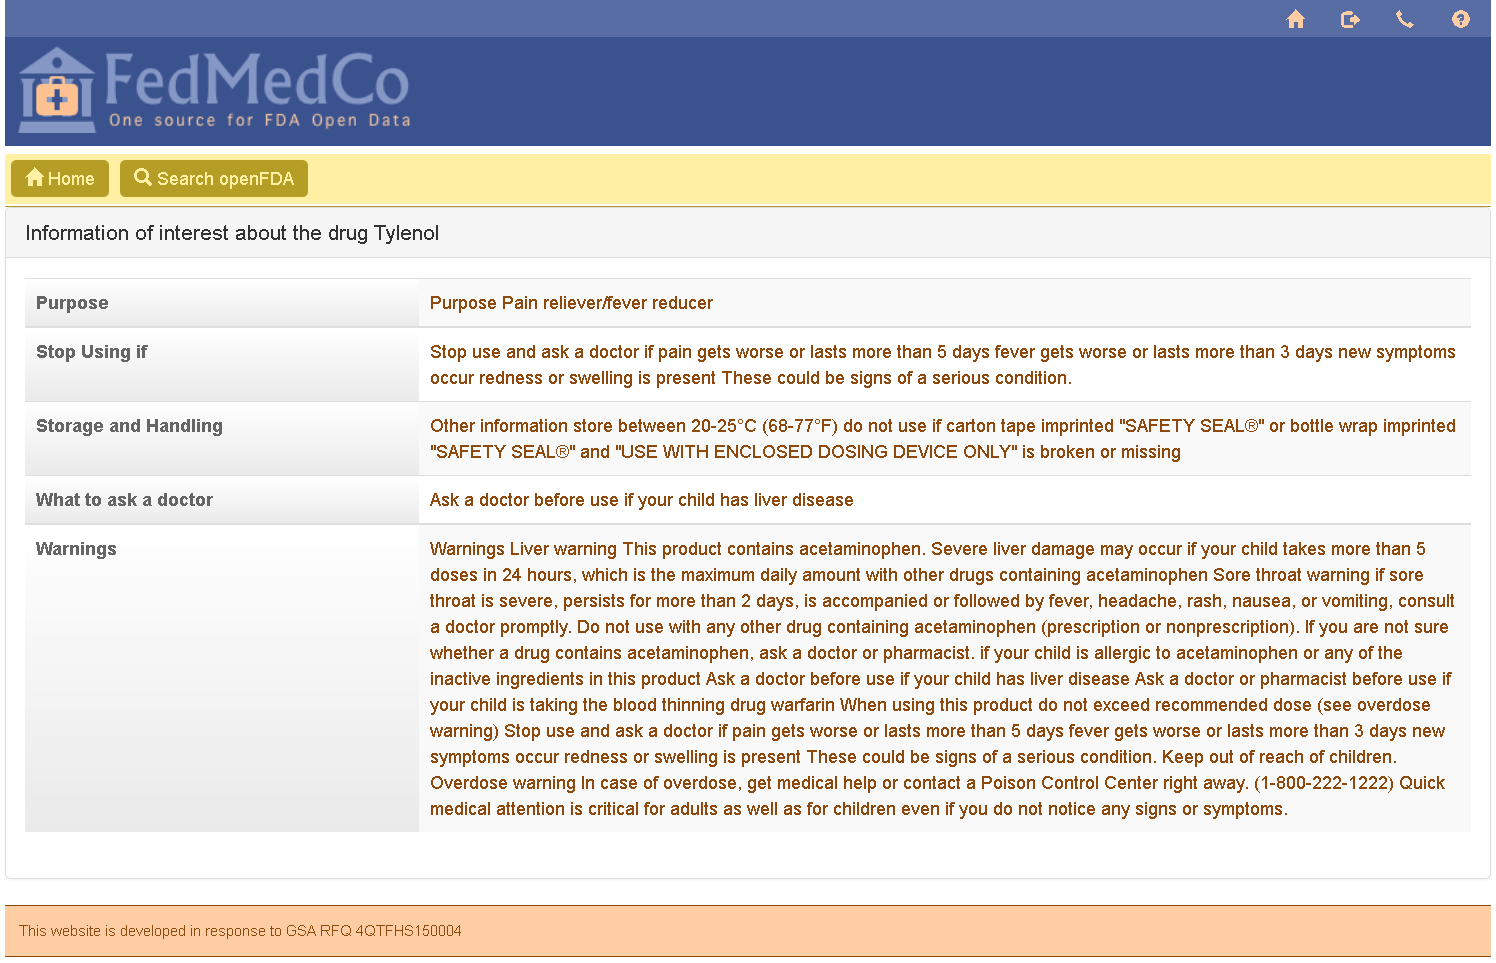 FedMedCo
One source for FDA Open Data
Home
Search openFDA
Information of interest about the drug Tylenol
Purpose
Purpose Pain reliever/fever reducer
Stop Using if
Stop use and ask a doctor if pain gets worse or lasts more than 5 days fever gets worse or lasts more than 3 days new symptoms
occur redness or swelling is present These could be signs of a serious condition.
Storage and Handling
Other information store between 20-25°C (68-77°F) do not use if carton tape imprinted "SAFETY SEAL®" or bottle wrap imprinted
"SAFETY SEAL®" and "USE WITH ENCLOSED DOSING DEVICE ONLY" is broken or missing
What to ask a doctor
Ask a doctor before use if your child has liver disease
Warnings
Warnings Liver warning This product contains acetaminophen. Severe liver damage may occur if your child takes more than 5
doses in 24 hours, which is the maximum daily amount with other drugs containing acetaminophen Sore throat warning if sore
throat is severe, persists for more than 2 days, is accompanied or followed by fever, headache, rash, nausea, or vomiting, consult
a doctor promptly. Do not use with any other drug containing acetaminophen (prescription or nonprescription). If you are not sure
whether a drug contains acetaminophen, ask a doctor or pharmacist. if your child is allergic to acetaminophen or any of the
inactive ingredients in this product Ask a doctor before use if your child has liver disease Ask a doctor or pharmacist before use if
your child is taking the blood thinning drug warfarin When using this product do not exceed recommended dose (see overdose
warning) Stop use and ask a doctor if pain gets worse or lasts more than 5 days fever gets worse or lasts more than 3 days new
symptoms occur redness or swelling is present These could be signs of a serious condition. Keep out of reach of children.
Overdose warning In case of overdose, get medical help or contact a Poison Control Center right away. (1-800-222-1222) Quick
medical attention is critical for adults as well as for children even if you do not notice any signs or symptoms.
This website is developed in response to GSA RFQ 4QTFHS150004